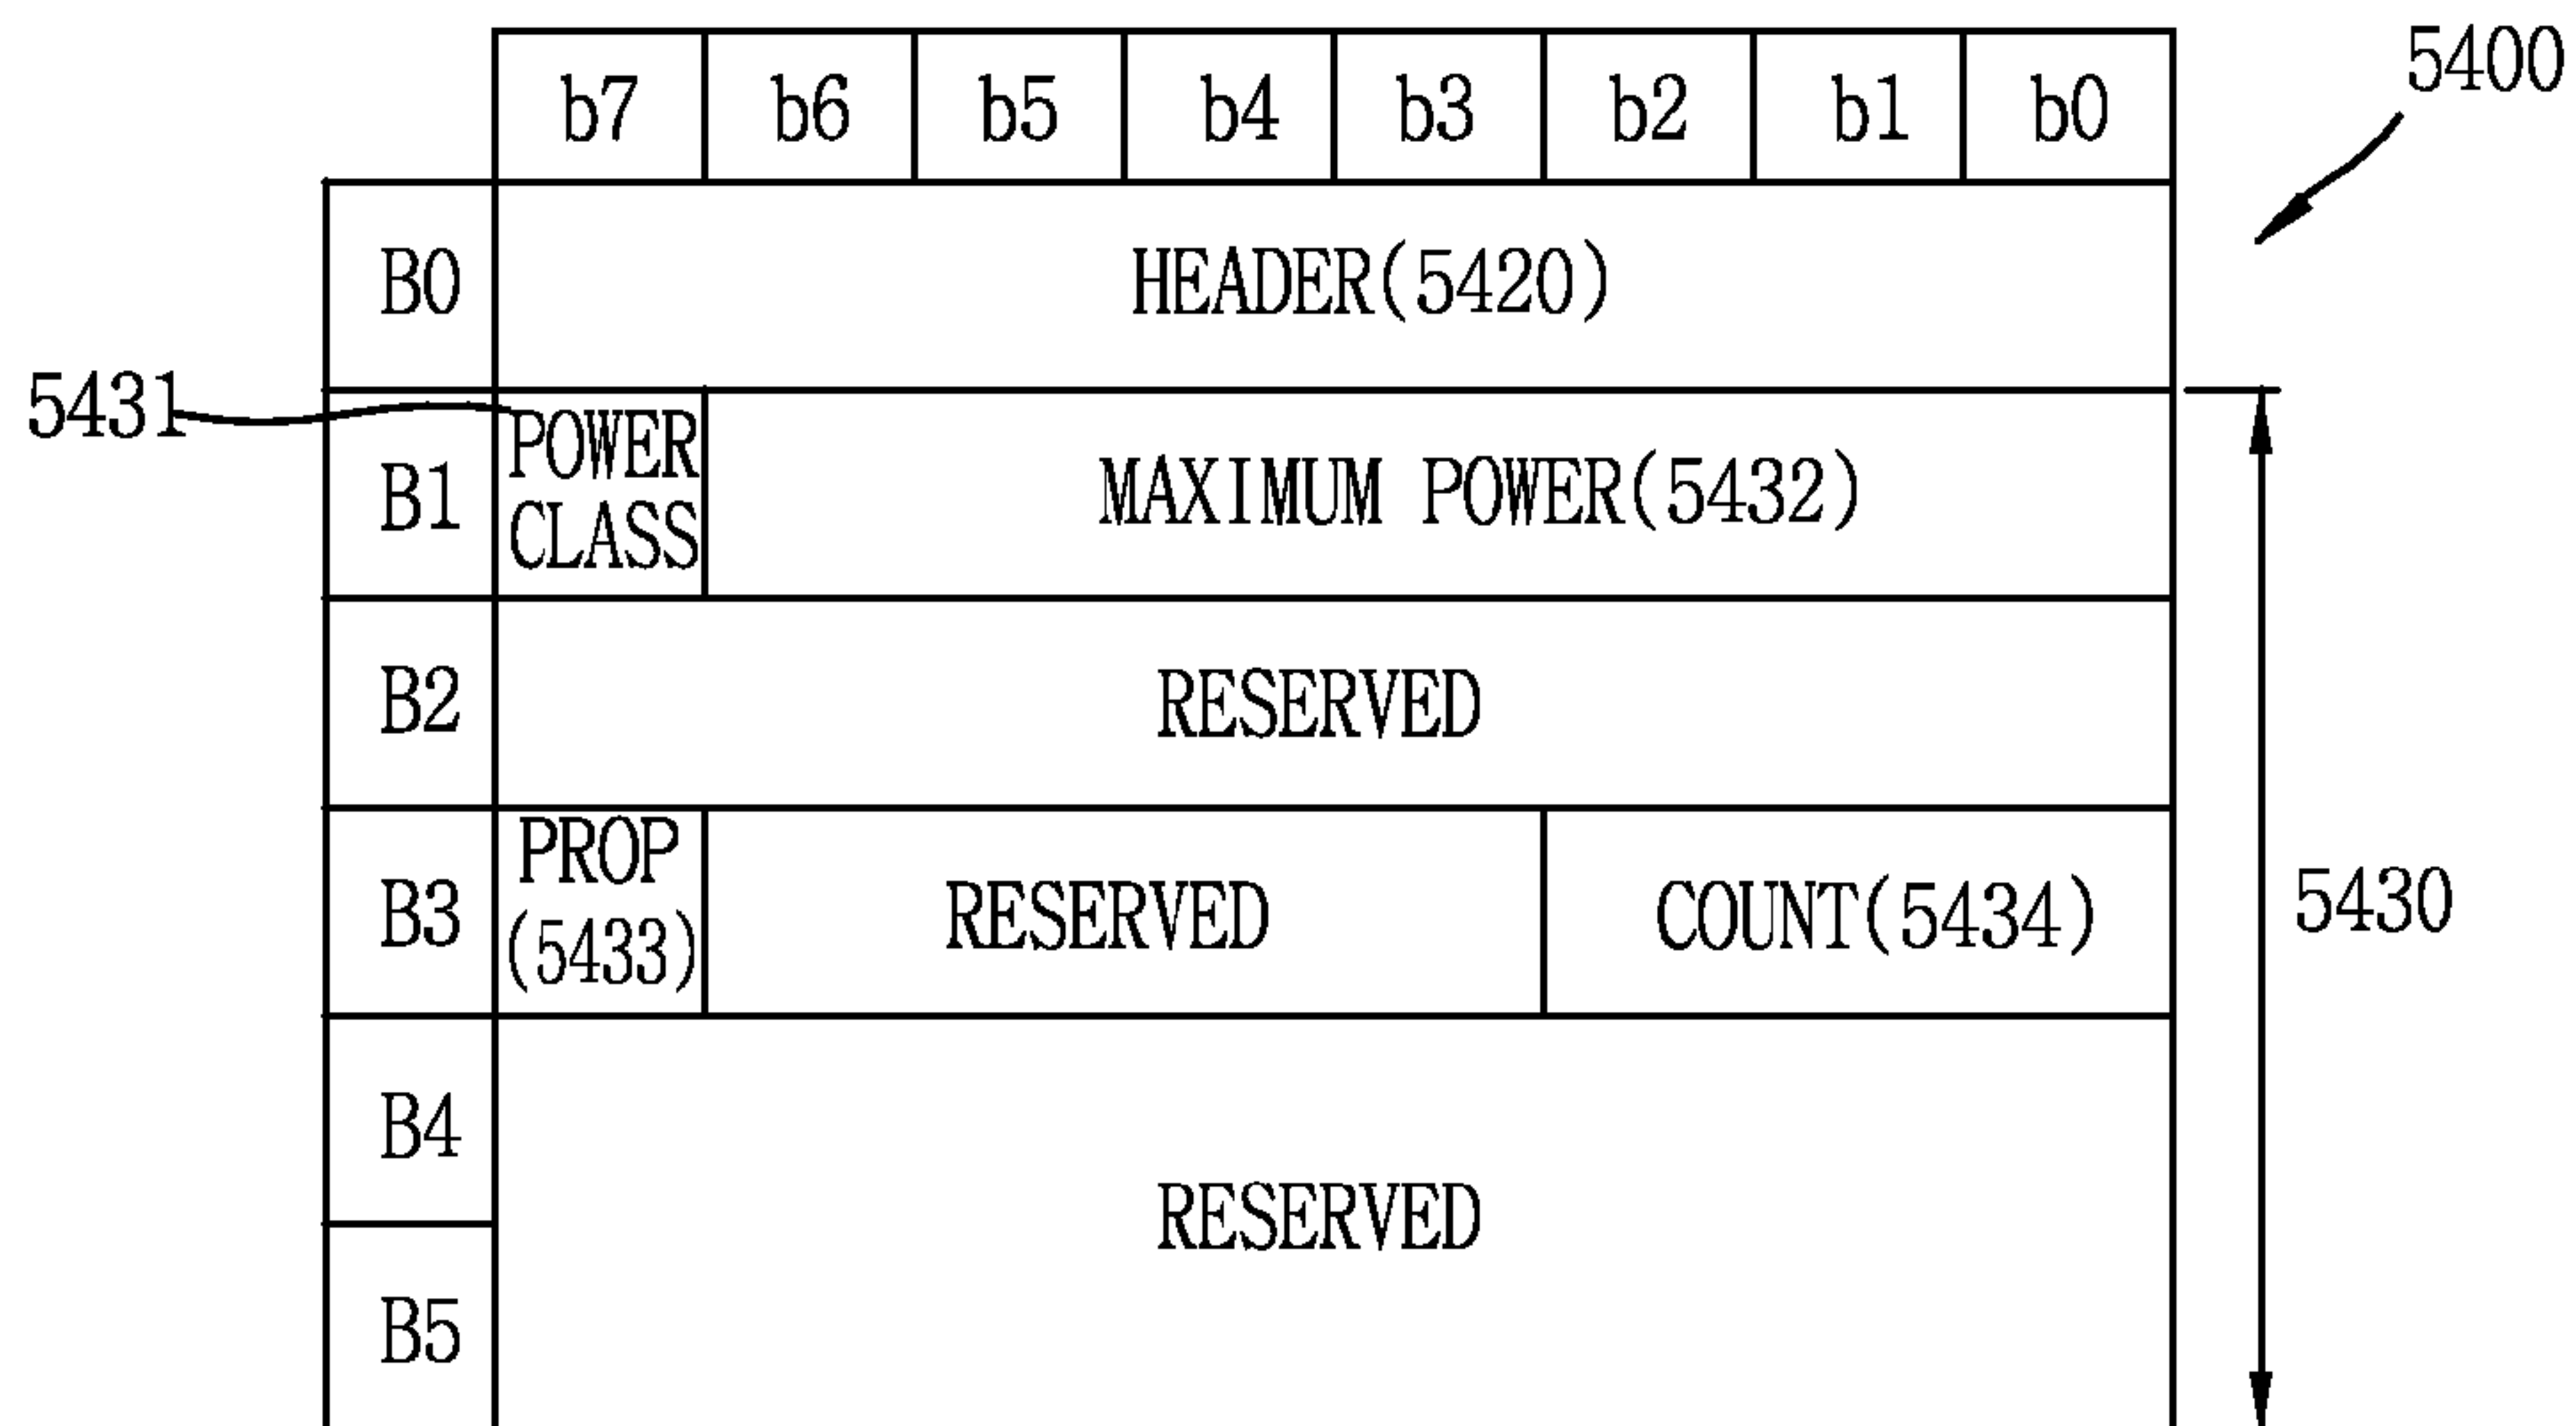 b7 b6 b5 b4 b3 b2 b1 b0
5400
B0 HEADER(5420)
5431
B1 POWER CLASS MAXIMUM POWER(5432)
B2 RESERVED
B3 PROP (5433) RESERVED COUNT(5434)
5430
B4
RESERVED
B5